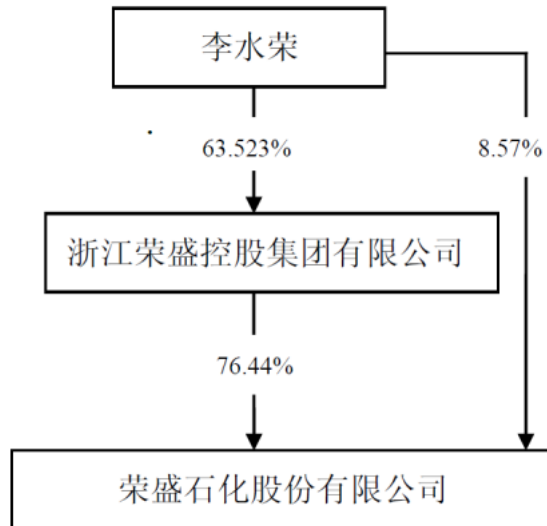 李水荣
63.523%
8.57%
浙江荣盛控股集团有限公司
76.44%
荣盛石化股份有限公司